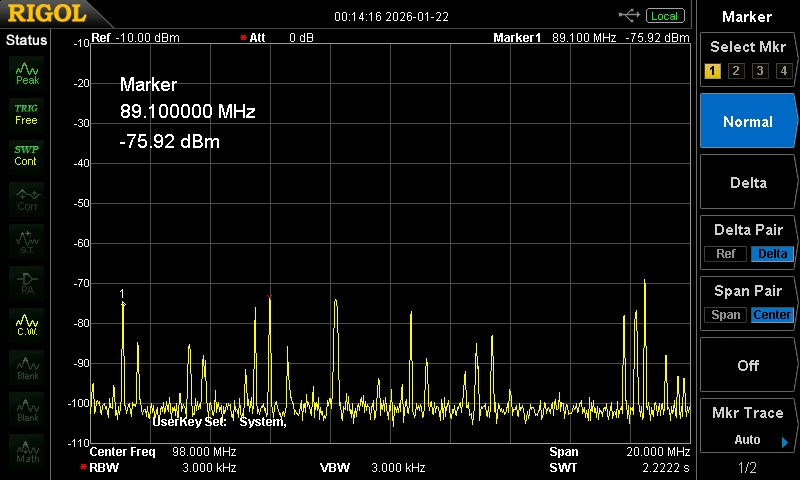 RIGOL
00:14:16 2026-01-22
Local
Marker
Status
Ref -10.00 dBm
* Att 0 dB
Marker1 89.100 MHz -75.92 dBm
Select Mkr
1 2 3 4
Peak
TRIG
Free
SWP
Cont
Corr
S.T.
PA
C.W.
Blank
Blank
Math
-10
-20
-30
-40
-50
-60
-70
-80
-90
-100
-110
Marker
89.100000 MHz
-75.92 dBm
1
UserKey Set: System,
Normal
Delta
Delta Pair
Ref Delta
Span Pair
Span Center
Off
Mkr Trace
Auto
1/2
Center Freq 98.000 MHz
Span 20.000 MHz
* RBW 3.000 kHz
VBW 3.000 kHz
SWT 2.2222 s